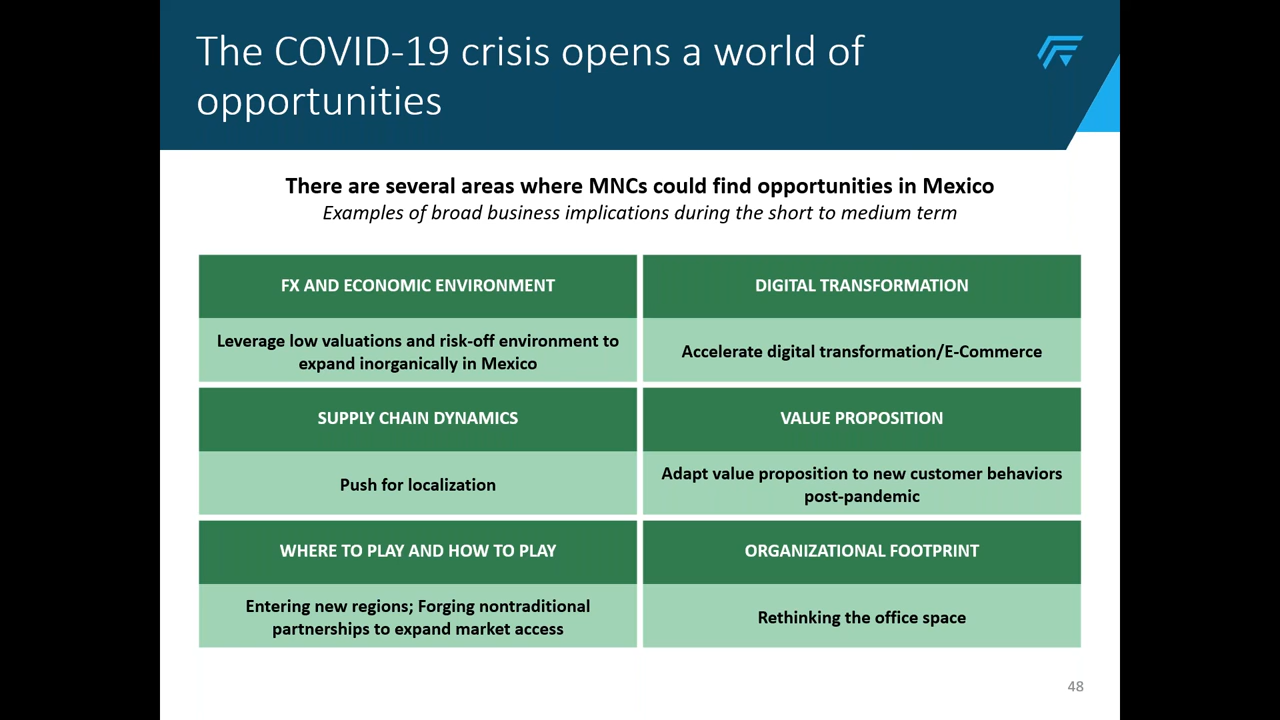 The COVID-19 crisis opens a world of
opportunities
There are several areas where MNCs could find opportunities in Mexico
Examples of broad business implications during the short to medium term
FX AND ECONOMIC ENVIRONMENT
Leverage low valuations and risk-off environment to
expand inorganically in Mexico
DIGITAL TRANSFORMATION
Accelerate digital transformation/E-Commerce
SUPPLY CHAIN DYNAMICS
Push for localization
VALUE PROPOSITION
Adapt value proposition to new customer behaviors
post-pandemic
WHERE TO PLAY AND HOW TO PLAY
Entering new regions; Forging nontraditional
partnerships to expand market access
ORGANIZATIONAL FOOTPRINT
Rethinking the office space
48